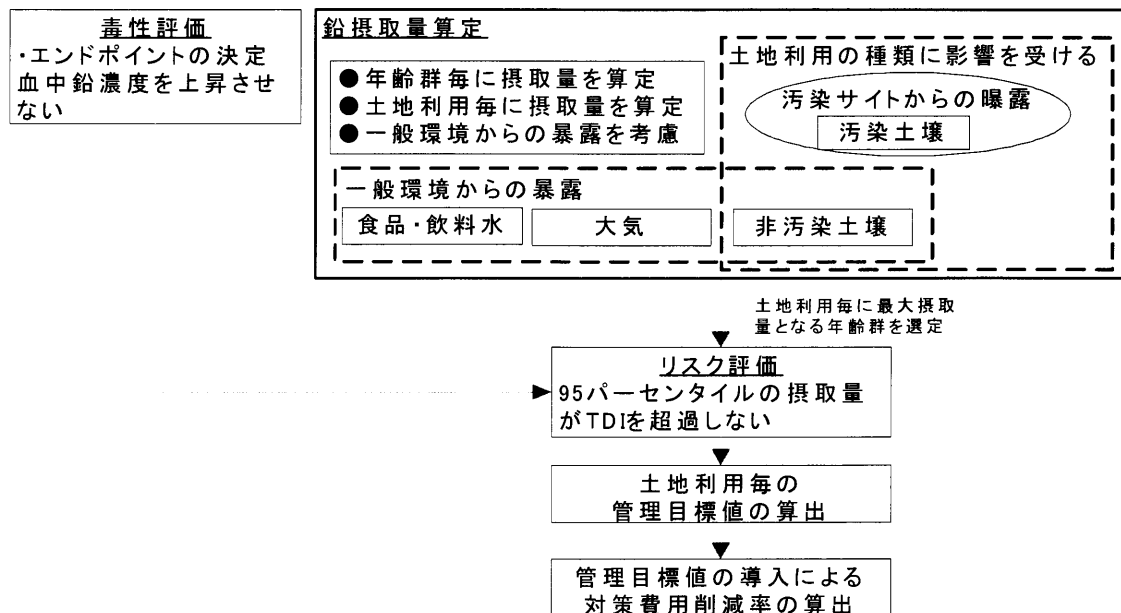 毒性評価
・エンドポイントの決定
血中鉛濃度を上昇させ
ない
鉛摂取量算定
●年齢群毎に摂取量を算定
●土地利用毎に摂取量を算定
●一般環境からの暴露を考慮
土地利用の種類に影響を受ける
汚染サイトからの曝露
汚染土壌
一般環境からの暴露
食品・飲料水
大気
非汚染土壌
土地利用毎に最大摂取
量となる年齢群を選定
リスク評価
95パーセンタイルの摂取量
がTDIを超過しない
土地利用毎の
管理目標値の算出
管理目標値の導入による
対策費用削減率の算出